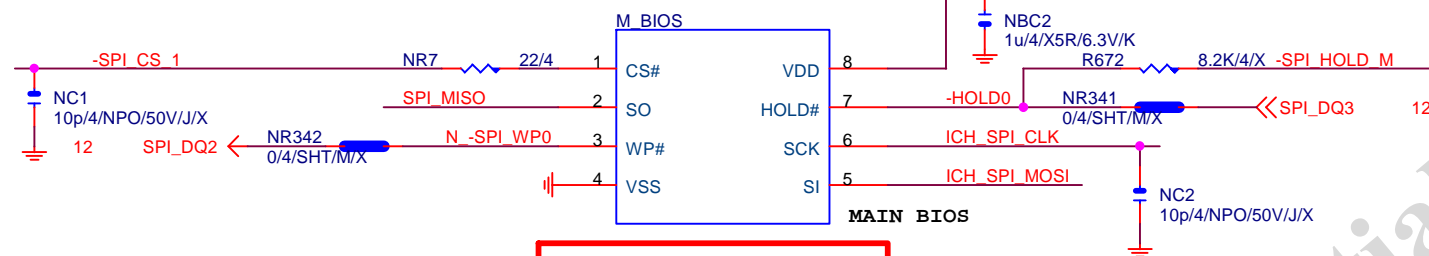 M_BIOS
NBC2
1u/4/X5R/6.3V/K
-SPI_CS_1 NR7 22/4 1 CS# VDD 8 R672 8.2K/4/X -SPI_HOLD_M
NC1
10p/4/NPO/50V/J/X
SPI_MISO 2 SO HOLD# 7 -HOLD0 NR341 0/4/SHT/M/X SPI_DQ3 12
12 SPI_DQ2 NR342 0/4/SHT/M/X N_-SPI_WP0 3 WP# SCK 6 ICH_SPI_CLK
4 VSS SI 5 ICH_SPI_MOSI
NC2
10p/4/NPO/50V/J/X
MAIN BIOS